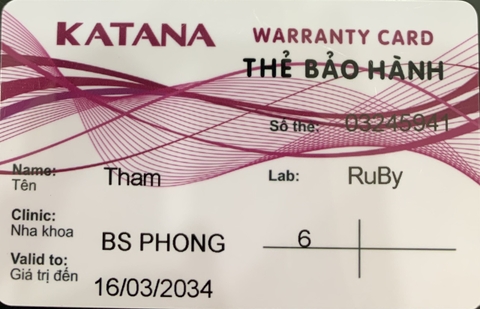 KATANA WARRANTY CARD
THẺ BẢO HÀNH
Số thẻ: 03245941
Name: Tham Lab: RuBy
Tên
Clinic:
Nha khoa BS PHONG 6
Valid to:
Giá trị đến 16/03/2034